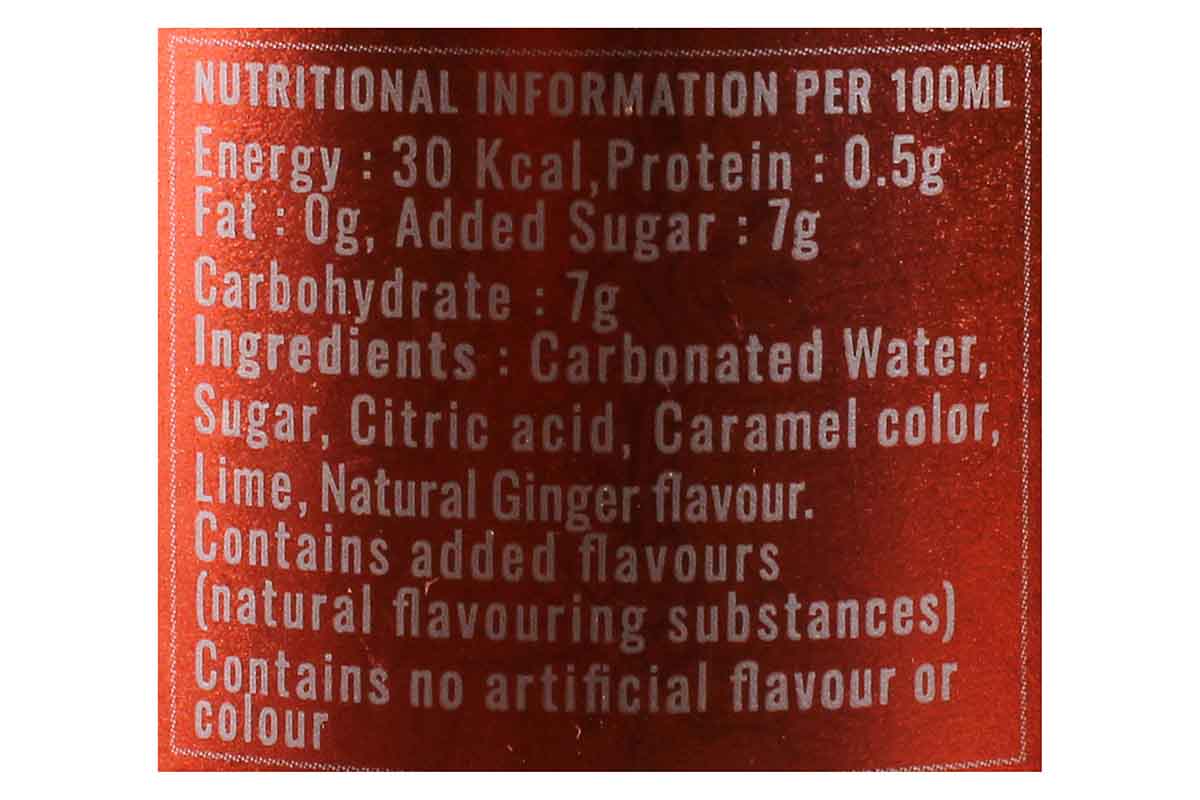 NUTRITIONAL INFORMATION PER 100ML
Energy : 30 Kcal,Protein : 0.5g
Fat : 0g, Added Sugar : 7g
Carbohydrate : 7g
Ingredients : Carbonated Water,
Sugar, Citric acid, Caramel color,
Lime, Natural Ginger flavour.
Contains added flavours
(natural flavouring substances)
Contains no artificial flavour or
colour